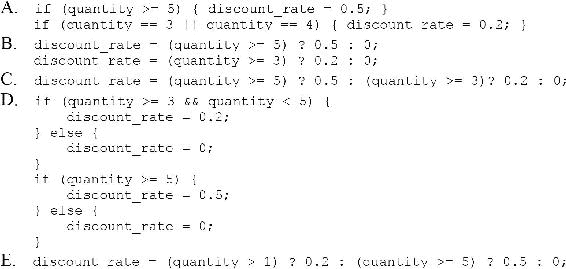 A. if (quantity >= 5) { discount_rate = 0.5; }
if (quantity == 3 || quantity == 4) { discount_rate = 0.2; }
B. discount_rate = (quantity >= 5) ? 0.5 : 0;
discount_rate = (quantity >= 3) ? 0.2 : 0;
C. discount_rate = (quantity >= 5) ? 0.5 : (quantity >= 3)? 0.2 : 0;
D. if (quantity >= 3 && quantity < 5) {
discount_rate = 0.2;
} else {
discount_rate = 0;
}
if (quantity >= 5) {
discount_rate = 0.5;
} else {
discount_rate = 0;
}
E. discount_rate = (quantity > 1) ? 0.2 : (quantity >= 5) ? 0.5 : 0;